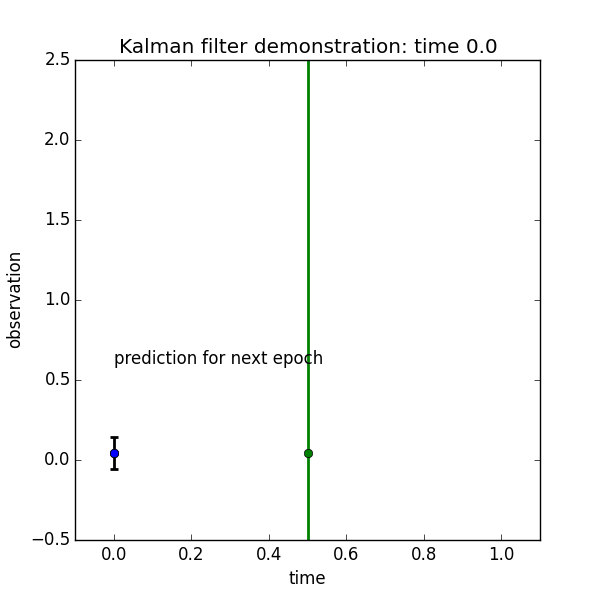 Kalman filter demonstration: time 0.0
2.5
2.0
1.5
1.0
0.5
0.0
−0.5
observation
prediction for next epoch
0.0 0.2 0.4 0.6 0.8 1.0
time